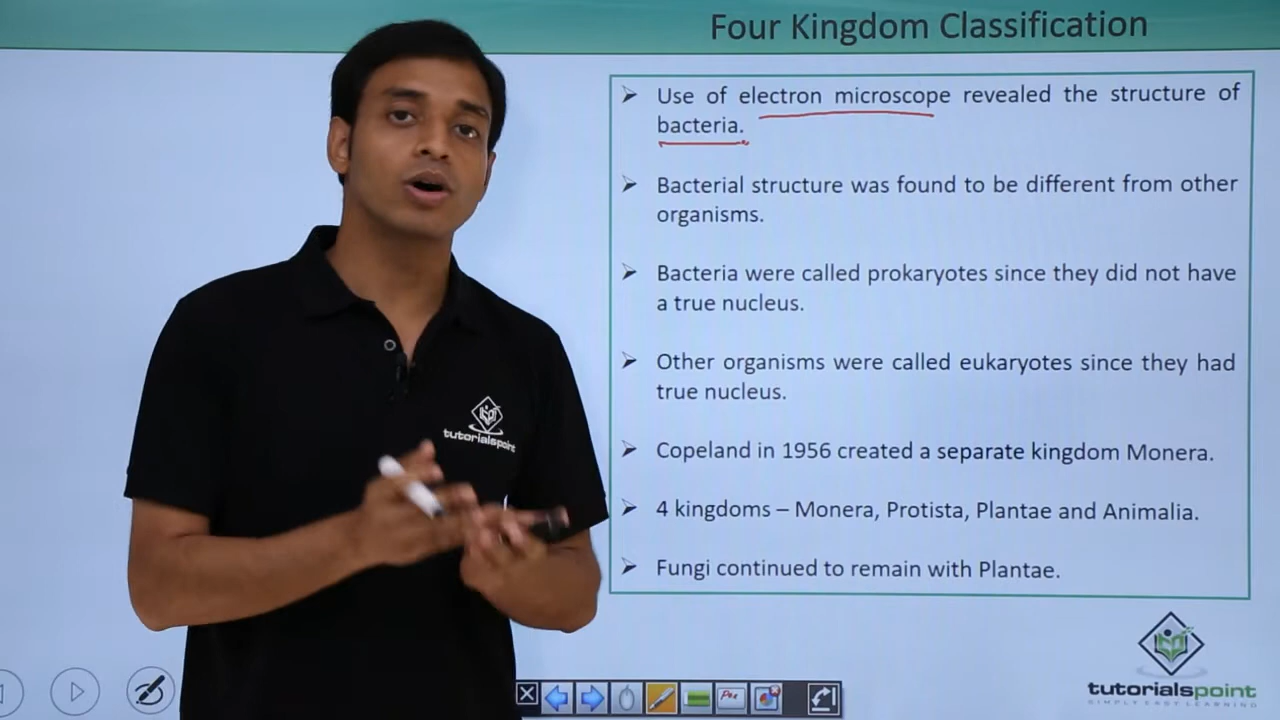 Four Kingdom Classification
➢ Use of electron microscope revealed the structure of
bacteria.
➢ Bacterial structure was found to be different from other
organisms.
➢ Bacteria were called prokaryotes since they did not have
a true nucleus.
➢ Other organisms were called eukaryotes since they had
true nucleus.
➢ Copeland in 1956 created a separate kingdom Monera.
➢ 4 kingdoms – Monera, Protista, Plantae and Animalia.
➢ Fungi continued to remain with Plantae.
tutorialspoint
Pen
tutorialspoint
SIMPLY EASY LEARNING